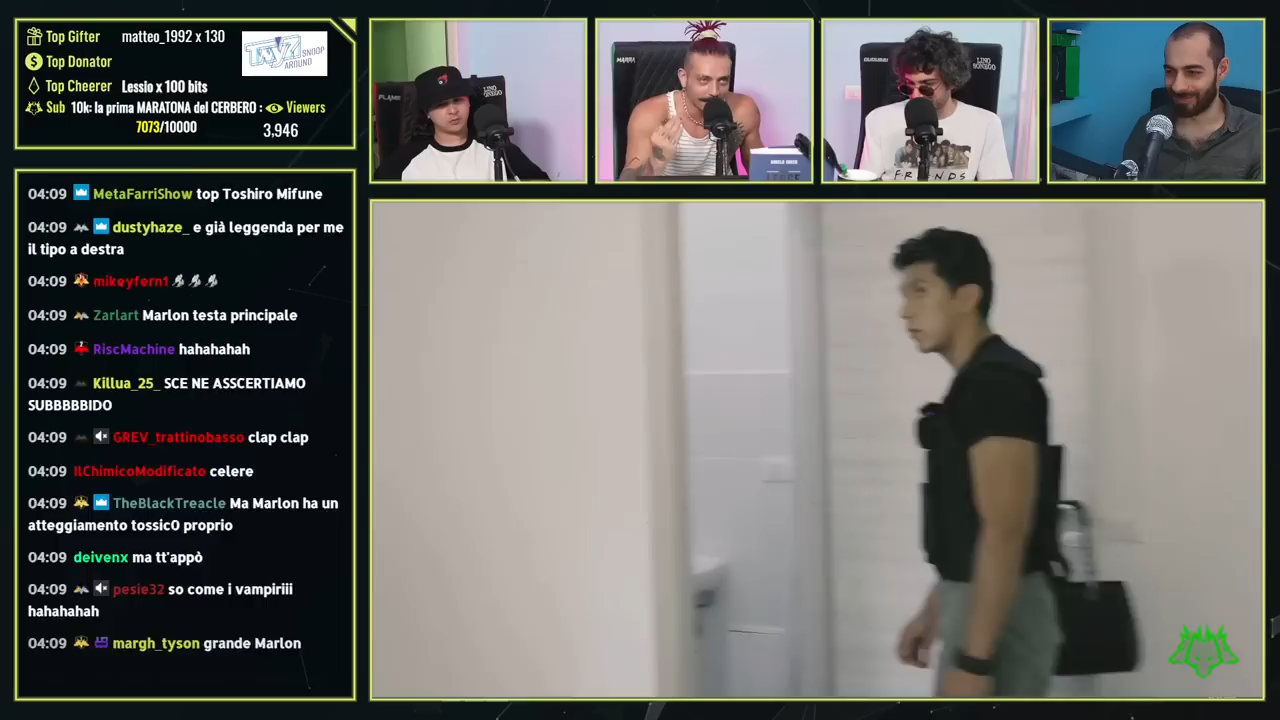 Top Gifter matteo_1992 x 130
Top Donator
Top Cheerer Lessio x 100 bits
Sub 10k: la prima MARATONA del CERBERO : Viewers
7073/10000 3,946
SNOOP
AROUND
04:09 MetaFarriShow top Toshiro Mifune
04:09 dustyhaze_ e già leggenda per me
il tipo a destra
04:09 mikeyfern1
04:09 Zarlart Marlon testa principale
04:09 RiscMachine hahahahah
04:09 Killua_25_ SCE NE ASSCERTIAMO
SUBBBBBIDO
04:09 GREV_trattinobasso clap clap
04:09 IlChimicoModificato celere
04:09 TheBlackTreacle Ma Marlon ha un
atteggiamento tossic0 proprio
04:09 deivenx ma tt'appò
04:09 pesie32 so come i vampiriii
hahahahah
04:09 margh_tyson grande Marlon
MARRA
FRIENDS